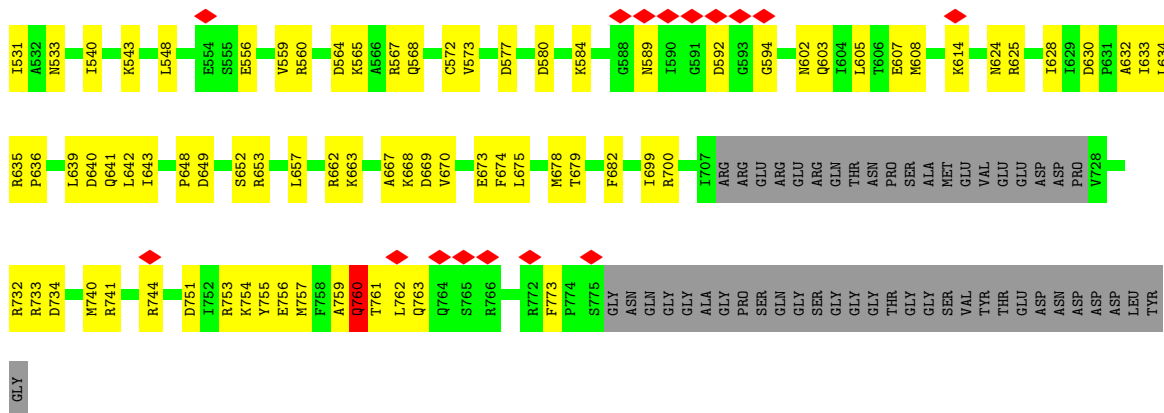 I531 A532 N533 I540 K543 L548 E554 S555 E556 V559 R560 D564 K565 A566 R567 Q568 C572 V573 D577 D580 K584 G588 N589 I590 G591 D592 G593 G594 N602 Q603 I604 L605 T606 E607 M608 K614 N624 R625 I628 I629 D630 P631 A632 I633 L634
R635 P636 L639 D640 Q641 L642 I643 P648 D649 S652 R653 L657 R662 K663 A667 K668 D669 V670 E673 F674 L675 M678 T679 F682 I699 R700 I707 ARG ARG GLU ARG GLU ARG GLN THR ASN PRO SER ALA MET GLU VAL GLU GLU ASP ASP PRO V728
R732 R733 D734 M740 R741 R744 D751 I752 R753 K754 Y755 E756 M757 F758 A759 Q760 T761 L762 Q763 Q764 S765 R766 R772 F773 P774 S775 GLY ASN GLN GLY GLY ALA GLY PRO SER GLN GLY SER GLY GLY GLY GLY THR GLY GLY SER VAL TYR THR GLU ASP ASN ASP ASP ASP LEU TYR
GLY